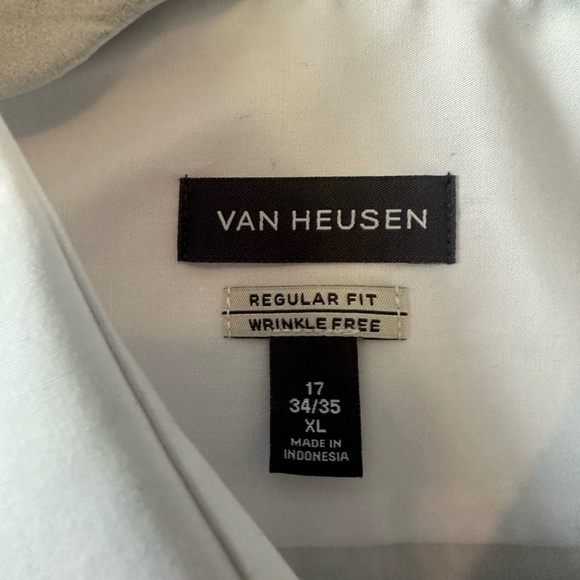 VAN HEUSEN
REGULAR FIT
WRINKLE FREE
17
34/35
XL
MADE IN
INDONESIA